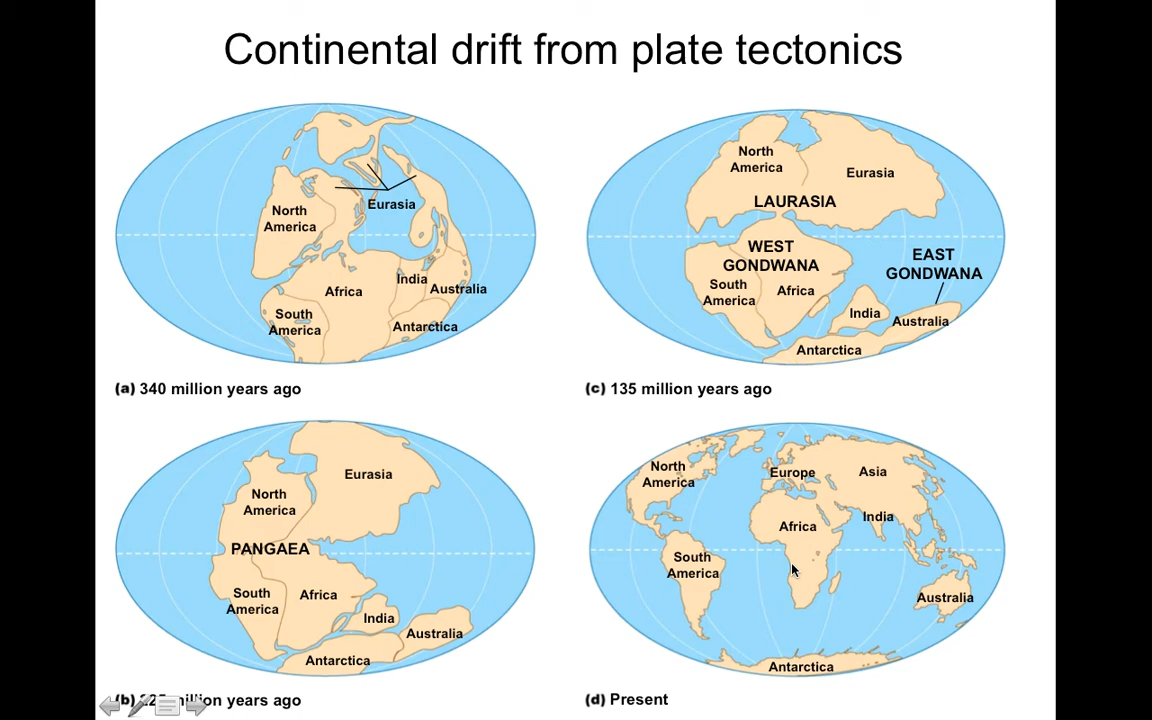 Continental drift from plate tectonics
North
America
Eurasia
Africa
India
Australia
South
America
Antarctica
(a) 340 million years ago
North
America
Eurasia
LAURASIA
WEST
GONDWANA
EAST
GONDWANA
South
America
Africa
India
Australia
Antarctica
(c) 135 million years ago
Eurasia
North
America
PANGAEA
South
America
Africa
India
Australia
Antarctica
(b) million years ago
North
America
Europe
Asia
Africa
India
South
America
Australia
Antarctica
(d) Present